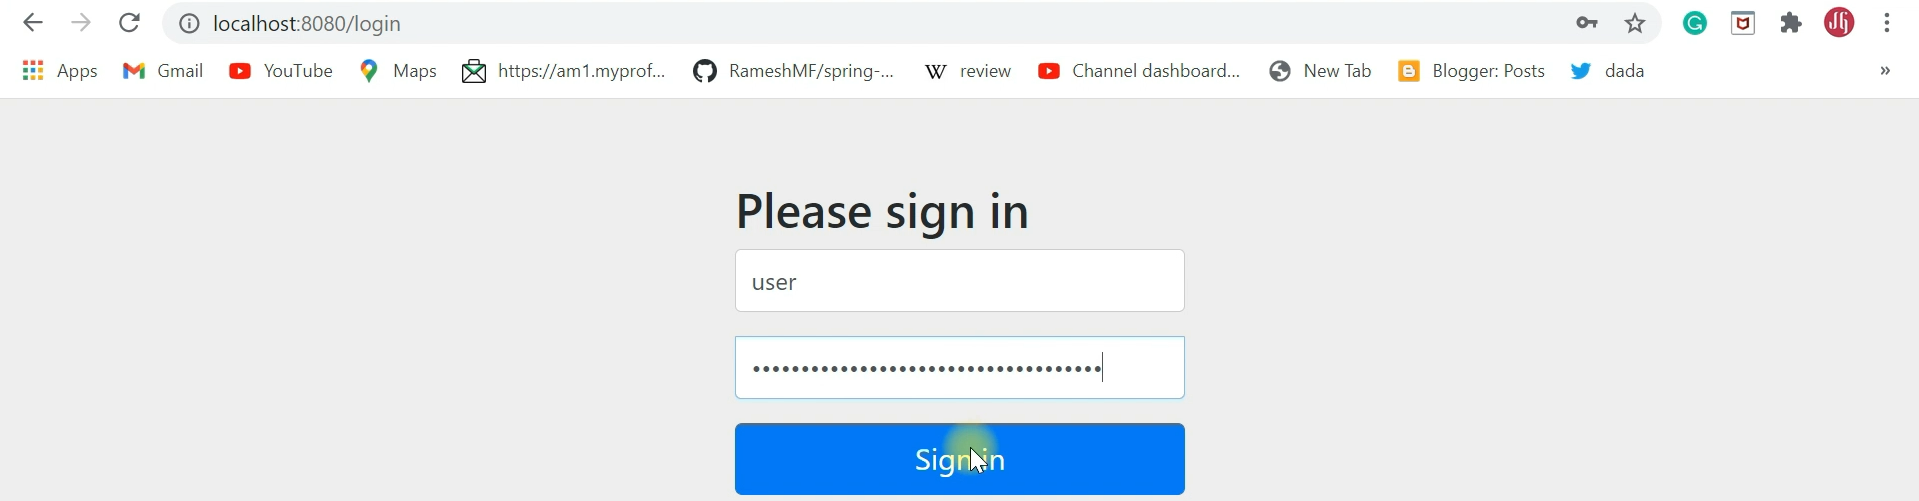 localhost:8080/login
Apps Gmail YouTube Maps https://am1.myprof... RameshMF/spring-... review Channel dashboard... New Tab Blogger: Posts dada »
Please sign in
user
••••••••••••••••••••••••••••••••••••
Sign in